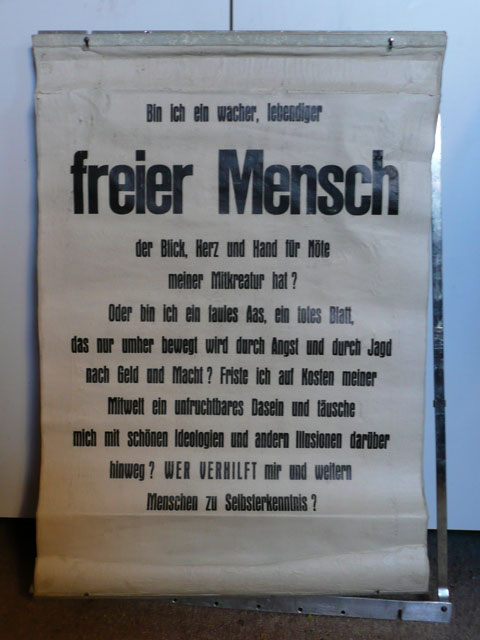 Bin ich ein wacher, lebendiger
freier Mensch
der Blick, Herz und Hand für Nöte
meiner Mitkreatur hat?
Oder bin ich ein faules Aas, ein totes Blatt,
das nur umher bewegt wird durch Angst und durch Jagd
nach Geld und Macht? Friste ich auf Kosten meiner
Mitwelt ein unfruchtbares Dasein und täusche
mich mit schönen Ideologien und andern Illusionen darüber
hinweg? WER VERHILFT mir und weitern
Menschen zu Selbsterkenntnis?